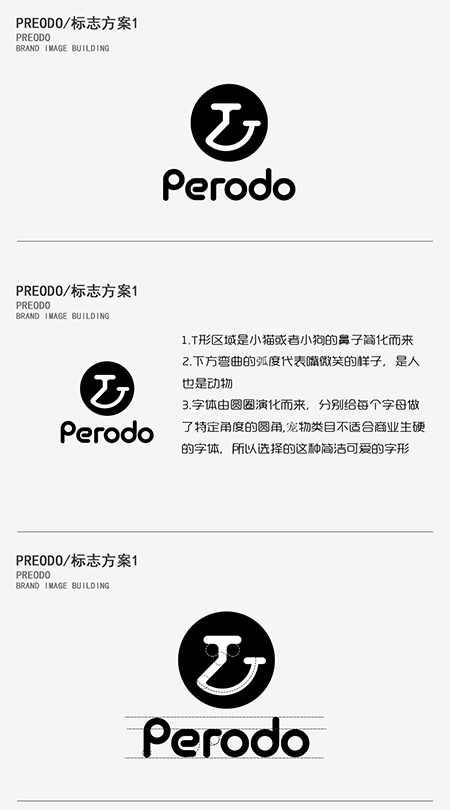 PREODO/标志方案1
PREODO
BRAND IMAGE BUILDING
Perodo
PREODO/标志方案1
PREODO
BRAND IMAGE BUILDING
Perodo
1.T形区域是小猫或者小狗的鼻子简化而来
2.下方弯曲的弧度代表嘴微笑的样子，是人
也是动物
3.字体由圆圈演化而来，分别给每个字母做
了特定角度的圆角,宠物类目不适合商业生硬
的字体，所以选择的这种简洁可爱的字形
PREODO/标志方案1
PREODO
BRAND IMAGE BUILDING
Perodo